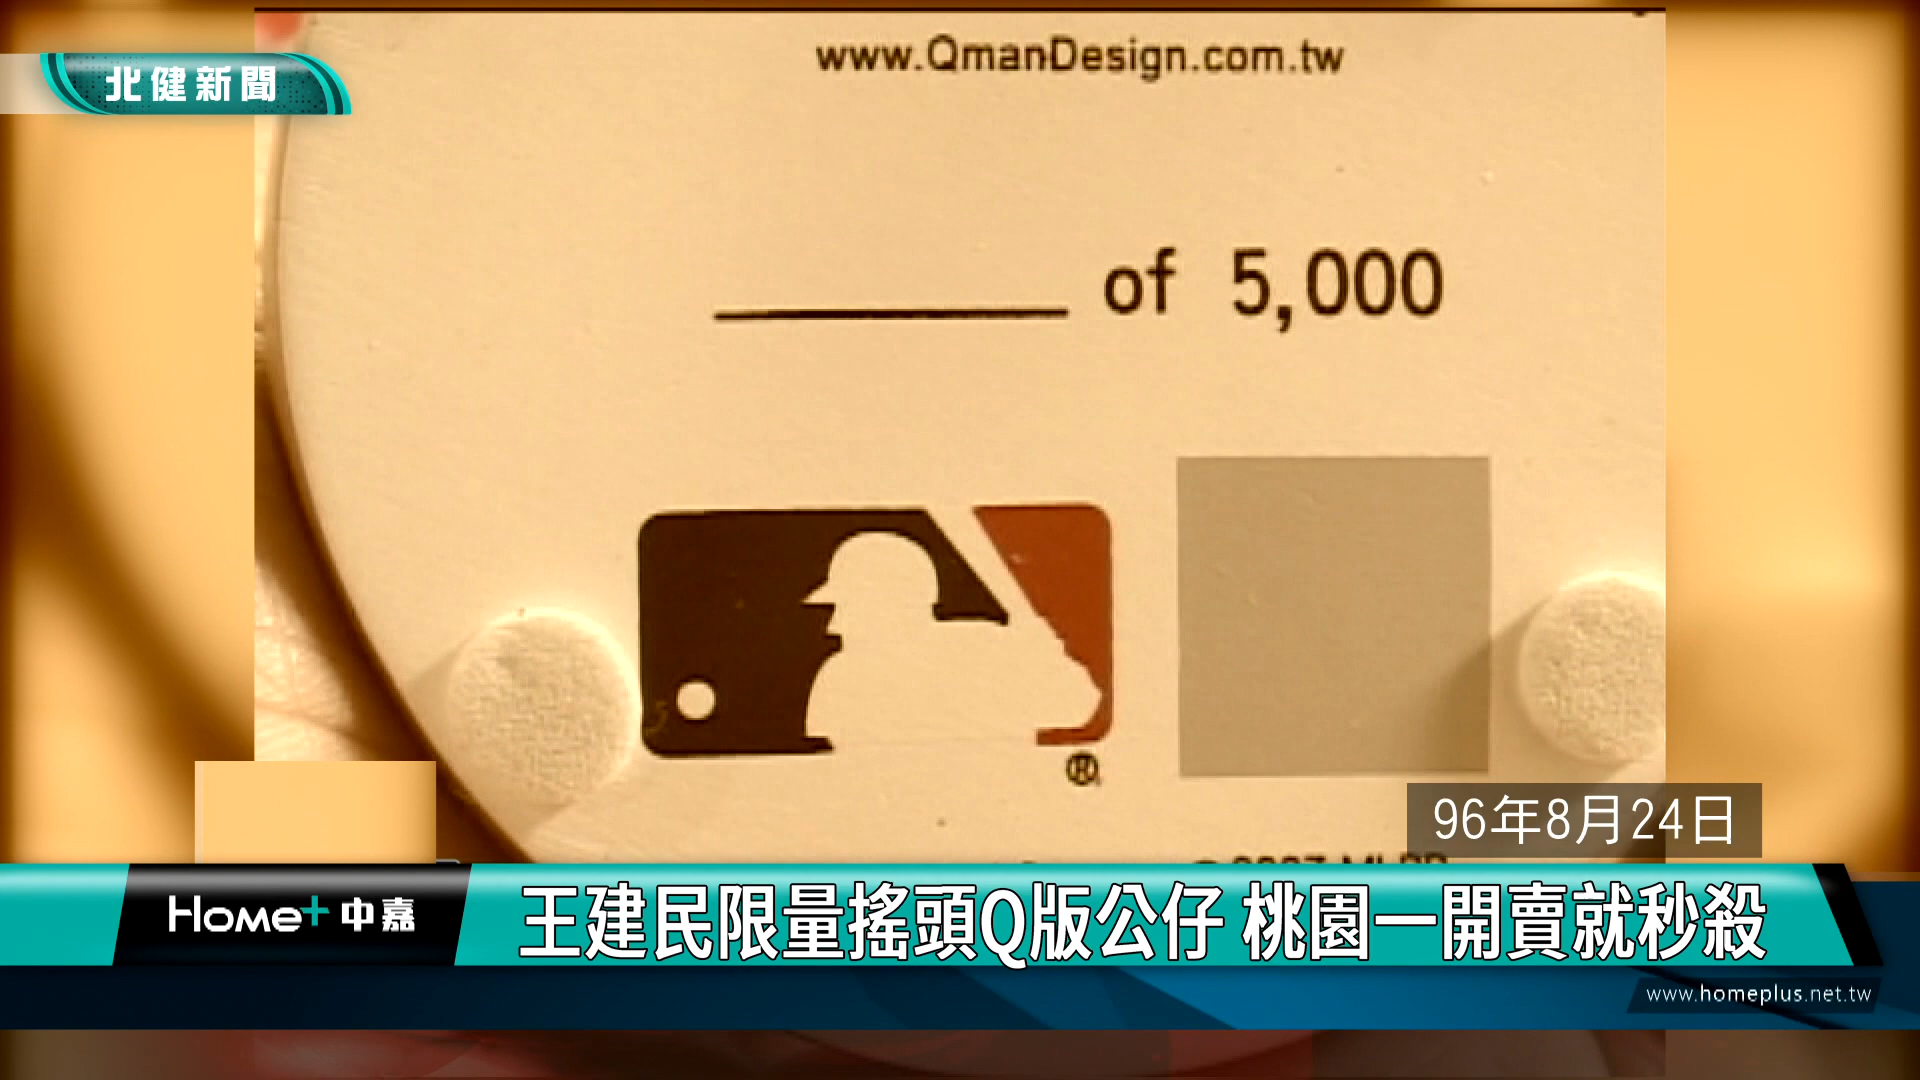 www.QmanDesign.com.tw
北健新聞
of 5,000
®
96年8月24日
Home+中嘉
王建民限量搖頭Q版公仔 桃園一開賣就秒殺
www.homeplus.net.tw